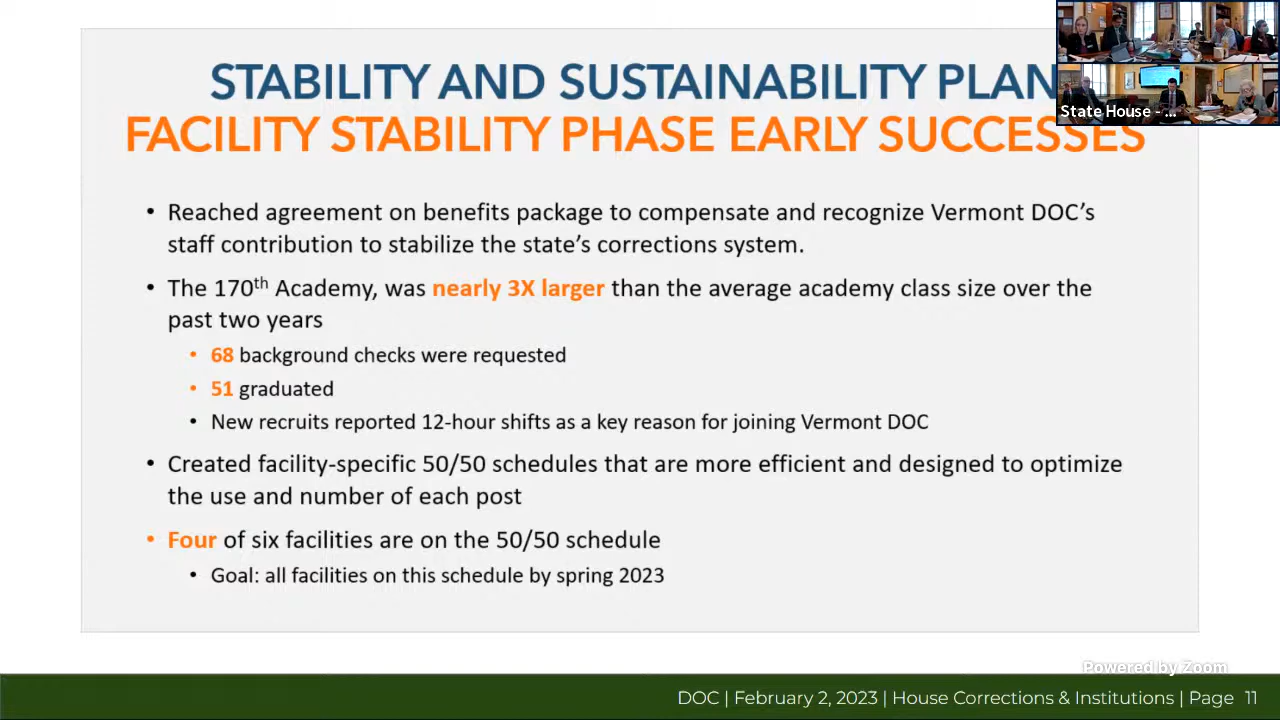 STABILITY AND SUSTAINABILITY PLAN
FACILITY STABILITY PHASE EARLY SUCCESSES
State House - ...
• Reached agreement on benefits package to compensate and recognize Vermont DOC's
staff contribution to stabilize the state's corrections system.
• The 170th Academy, was nearly 3X larger than the average academy class size over the
past two years
• 68 background checks were requested
• 51 graduated
• New recruits reported 12-hour shifts as a key reason for joining Vermont DOC
• Created facility-specific 50/50 schedules that are more efficient and designed to optimize
the use and number of each post
• Four of six facilities are on the 50/50 schedule
• Goal: all facilities on this schedule by spring 2023
Powered by Zoom
DOC | February 2, 2023 | House Corrections & Institutions | Page 11